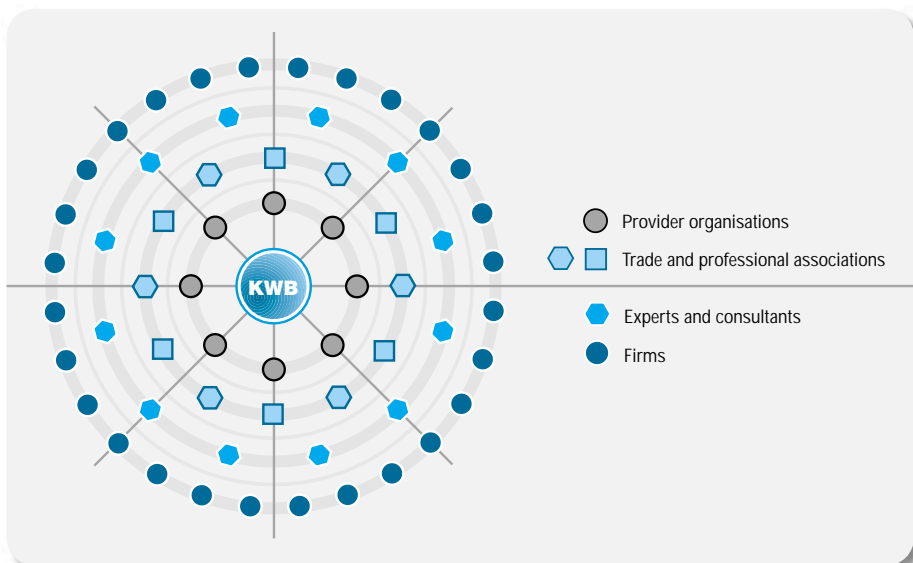 KWB
Provider organisations
Trade and professional associations
Experts and consultants
Firms